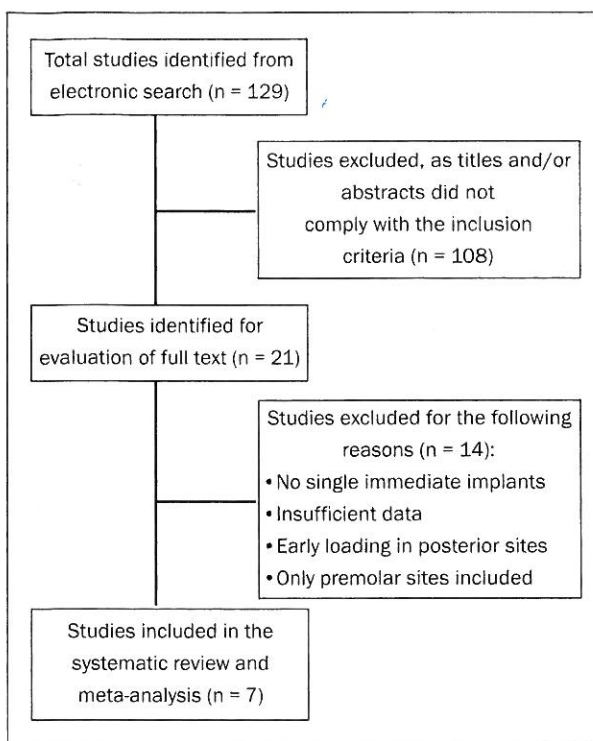 Total studies identified from
electronic search (n = 129)
Studies excluded, as titles and/or
abstracts did not
comply with the inclusion
criteria (n = 108)
Studies identified for
evaluation of full text (n = 21)
Studies excluded for the following
reasons (n = 14):
• No single immediate implants
• Insufficient data
• Early loading in posterior sites
• Only premolar sites included
Studies included in the
systematic review and
meta-analysis (n = 7)